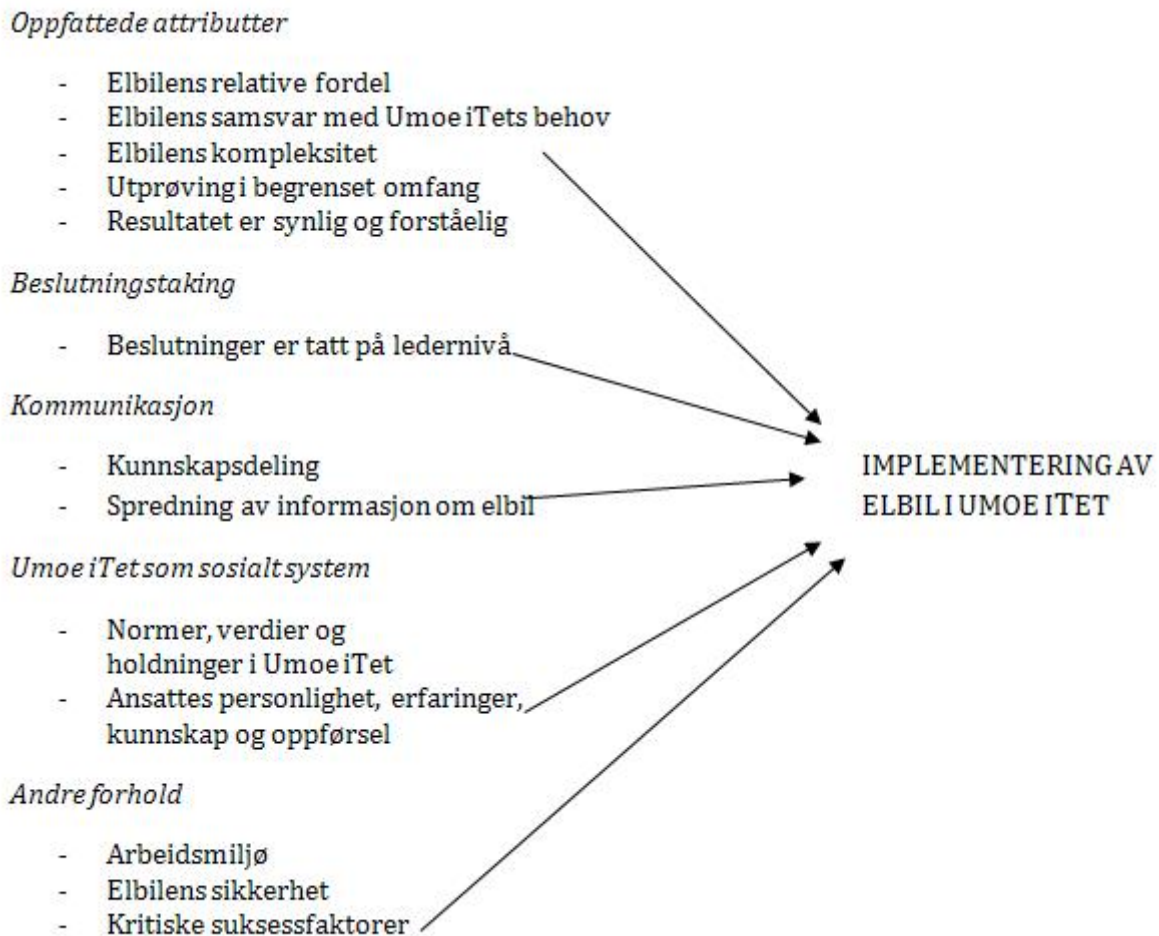 Oppfattede attributter
- Elbilens relative fordel
- Elbilens samsvar med Umoe iTets behov
- Elbilens kompleksitet
- Utprøving i begrenset omfang
- Resultatet er synlig og forståelig
Beslutningstaking
- Beslutninger er tatt på ledernivå
Kommunikasjon
- Kunnskapsdeling
- Spredning av informasjon om elbil
Umoe iTet som sosialt system
- Normer, verdier og
holdninger i Umoe iTet
- Ansattes personlighet, erfaringer,
kunnskap og oppførsel
Andre forhold
- Arbeidsmiljø
- Elbilens sikkerhet
- Kritiske suksessfaktorer
IMPLEMENTERING AV
ELBIL I UMOE ITET